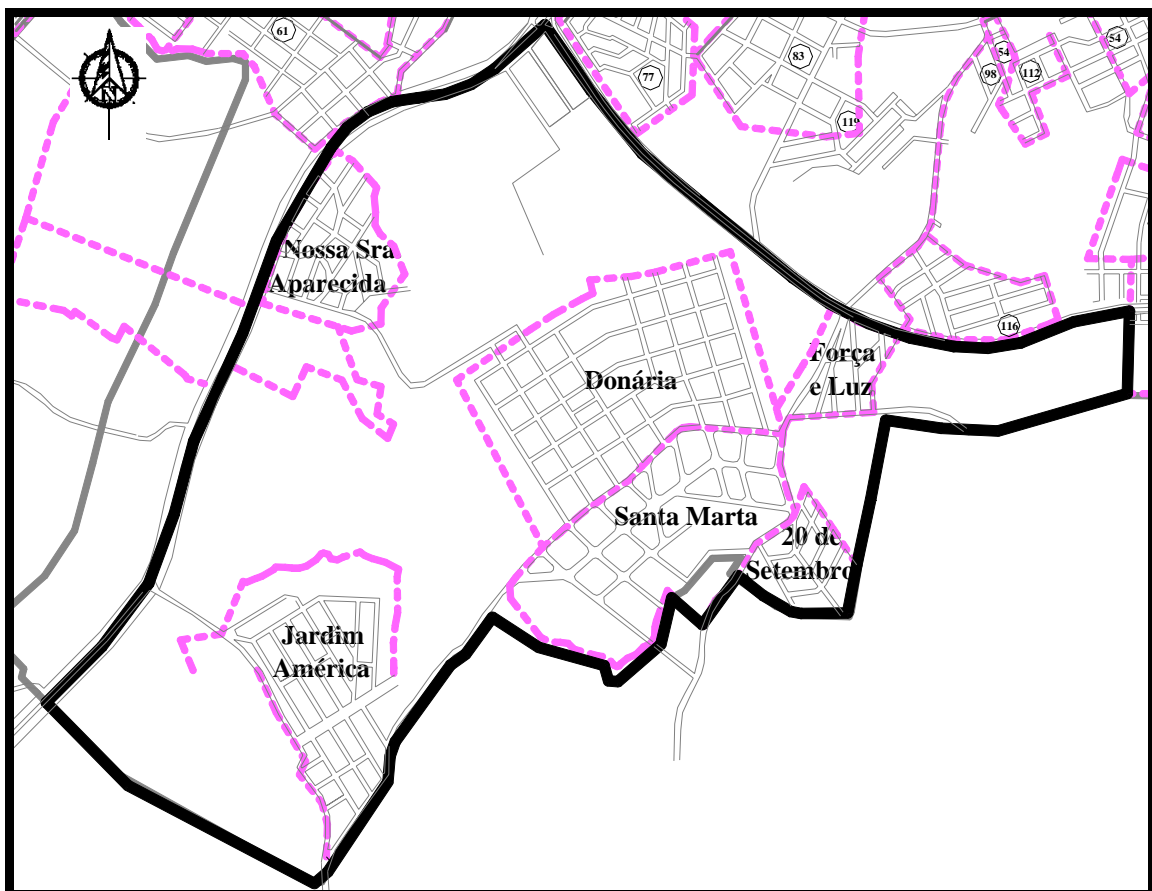 61
77
83
54
98
112
54
119
N
Nossa Sra
Aparecida
116
Força
e Luz
Donária
Santa Marta
20 de
Setembro
Jardim
América